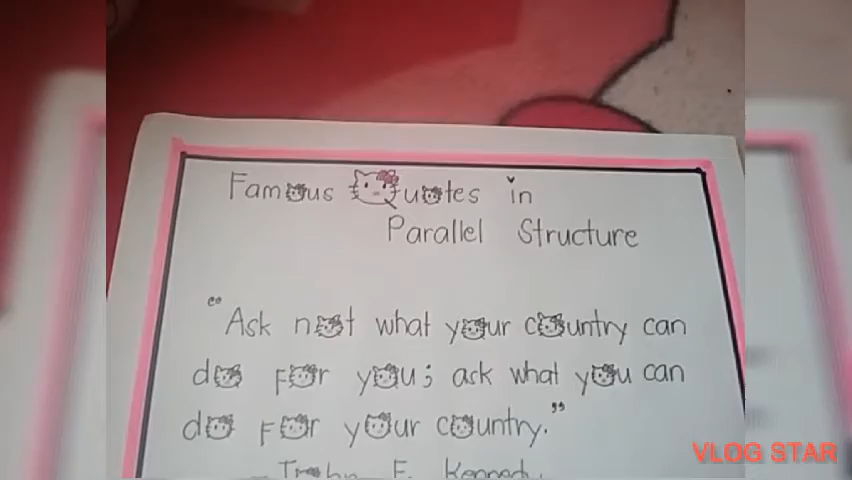 Famous Quotes in
Parallel Structure
"Ask not what your country can
do for you; ask what you can
do for your country."
F. Kennedy
VLOG STAR